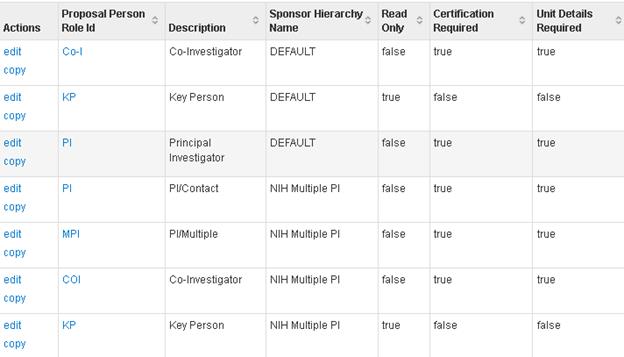 Actions Proposal Person Role Id Description Sponsor Hierarchy Name Read Only Certification Required Unit Details Required
edit Co-I Co-Investigator DEFAULT false true true
copy
edit KP Key Person DEFAULT true false false
copy
edit PI Principal Investigator DEFAULT false true true
copy
edit PI PI/Contact NIH Multiple PI false true true
copy
edit MPI PI/Multiple NIH Multiple PI false true true
copy
edit COI Co-Investigator NIH Multiple PI false true true
copy
edit KP Key Person NIH Multiple PI true false false
copy